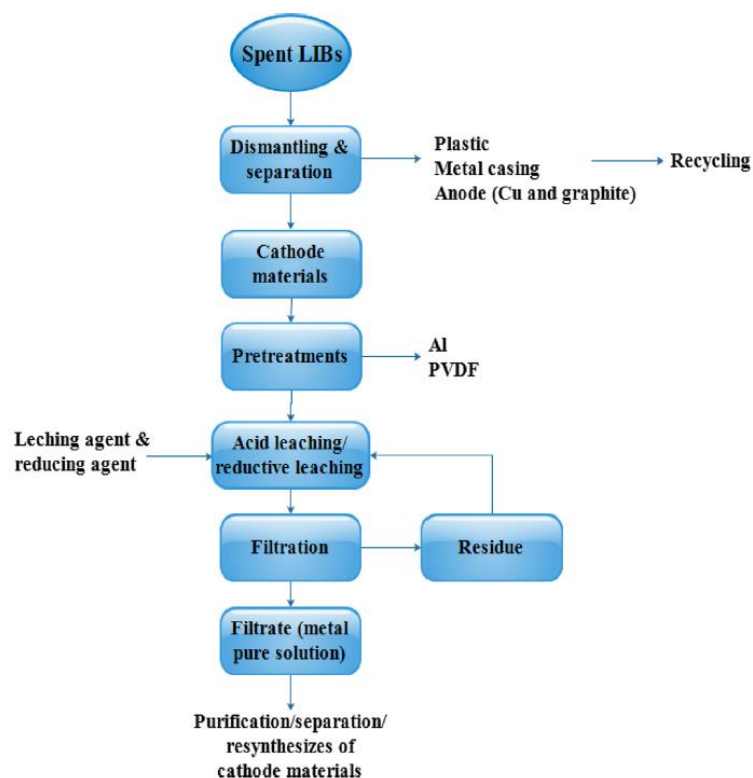 Spent LIBs
Dismantling &
separation
Plastic
Metal casing
Anode (Cu and graphite)
Recycling
Cathode
materials
Pretreatments
Al
PVDF
Leching agent &
reducing agent
Acid leaching/
reductive leaching
Filtration
Residue
Filtrate (metal
pure solution)
Purification/separation/
resynthesizes of
cathode materials